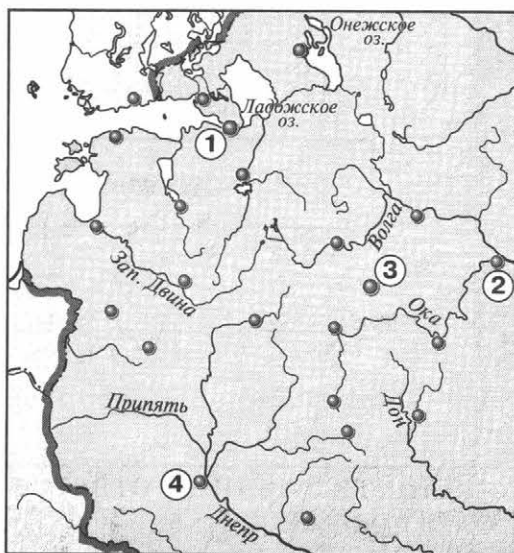 Онежское
оз.
Ладожское
оз.
1
Волга
3
2
Зап. Двина
Ока
Дон
Припять
4
Днепр